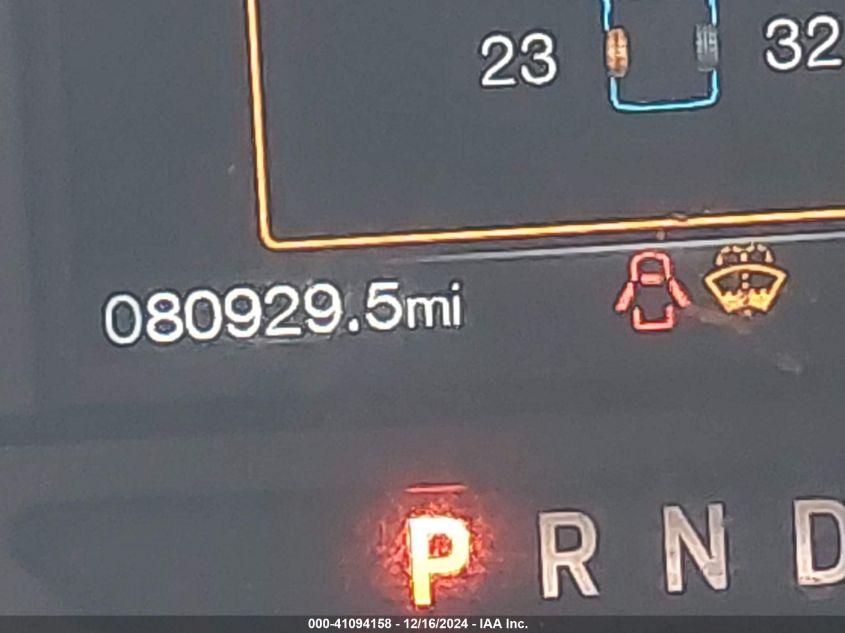 23 32
080929.5mi
P R N D
000-41094158 - 12/16/2024 - IAA Inc.